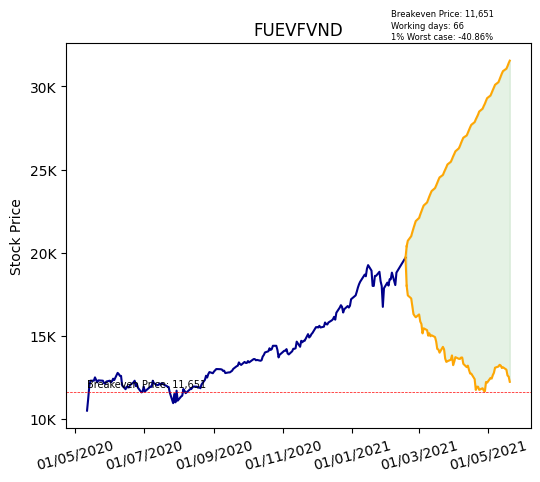 Breakeven Price: 11,651
Working days: 66
1% Worst case: -40.86%
FUEVFVND
Stock Price
30K
25K
20K
15K
10K
Breakeven Price: 11,651
01/05/2020
01/07/2020
01/09/2020
01/11/2020
01/01/2021
01/03/2021
01/05/2021